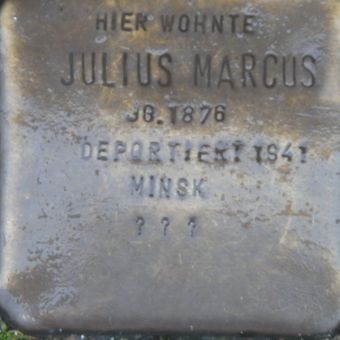 HIER WOHNTE
JULIUS MARCUS
JG. 1876
DEPORTIERT 1941
MINSK
? ? ?